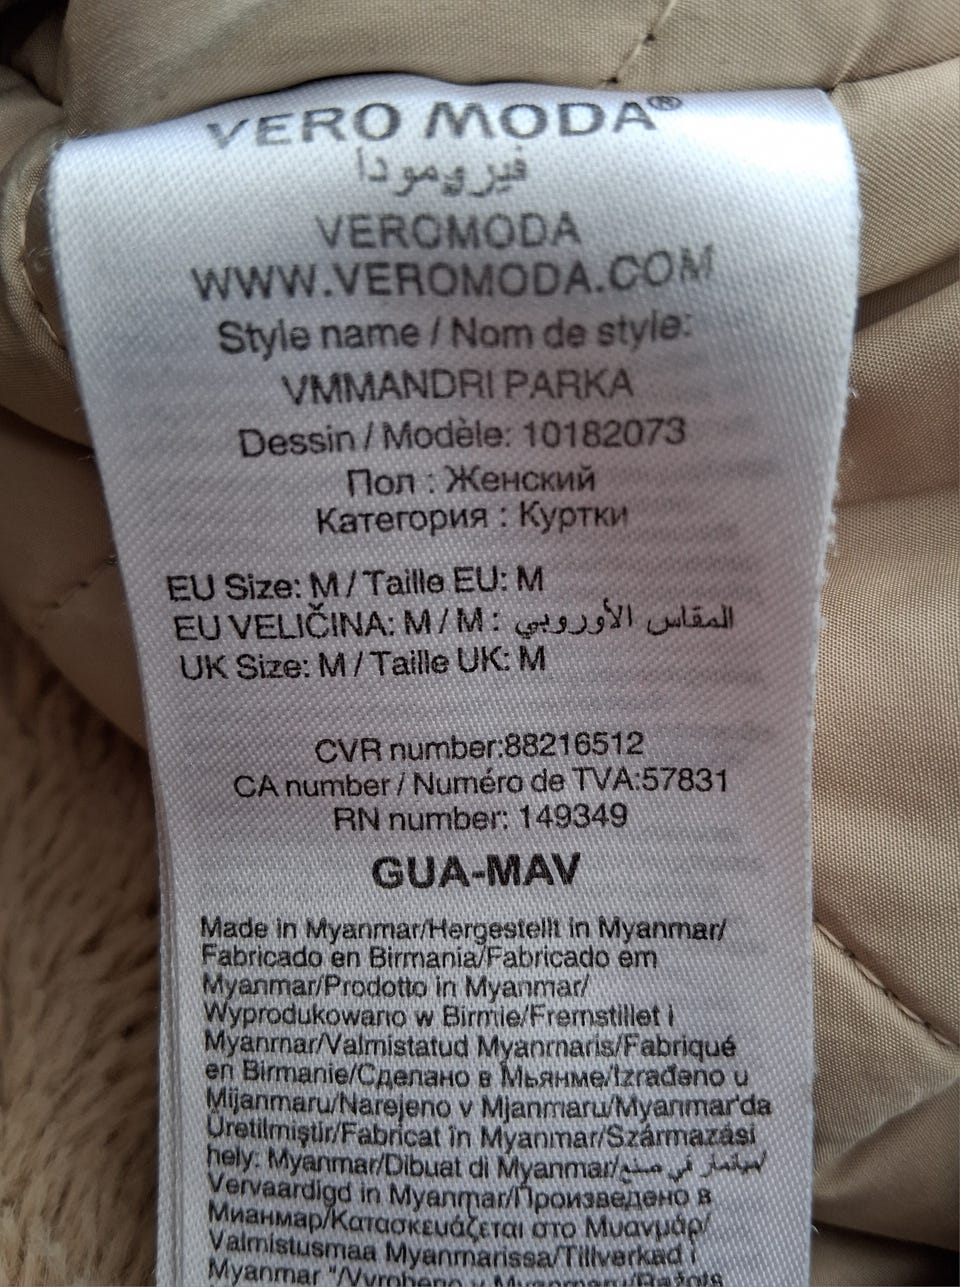 VERO MODA®
فيرومودا
VEROMODA
WWW.VEROMODA.COM
Style name / Nom de style:
VMMANDRI PARKA
Dessin / Modèle: 10182073
Пол : Женский
Категория : Куртки
EU Size: M / Taille EU: M
EU VELIČINA: M / M : المقاس الأوروبي
UK Size: M / Taille UK: M
CVR number:88216512
CA number / Numéro de TVA:57831
RN number: 149349
GUA-MAV
Made in Myanmar/Hergestellt in Myanmar/
Fabricado en Birmania/Fabricado em
Myanmar/Prodotto in Myanmar/
Wyprodukowano w Birmie/Fremstillet i
Myanmar/Valmistatud Myanmaris/Fabriqué
en Birmanie/Сделано в Мьянме/Izrađeno u
Mijanmaru/Narejeno v Mjanmaru/Myanmar'da
Üretilmiştir/Fabricat în Myanmar/Származási
hely: Myanmar/Dibuat di Myanmar/ميانمار في صنع/
Vervaardigd in Myanmar/Произведено в
Мианмар/Κατασκευάζεται στο Μυανμάρ/
Valmistusmaa Myanmarissa/Tillverkad i
Myanmar "/Vyrobeno v Myanmaru/Ražots